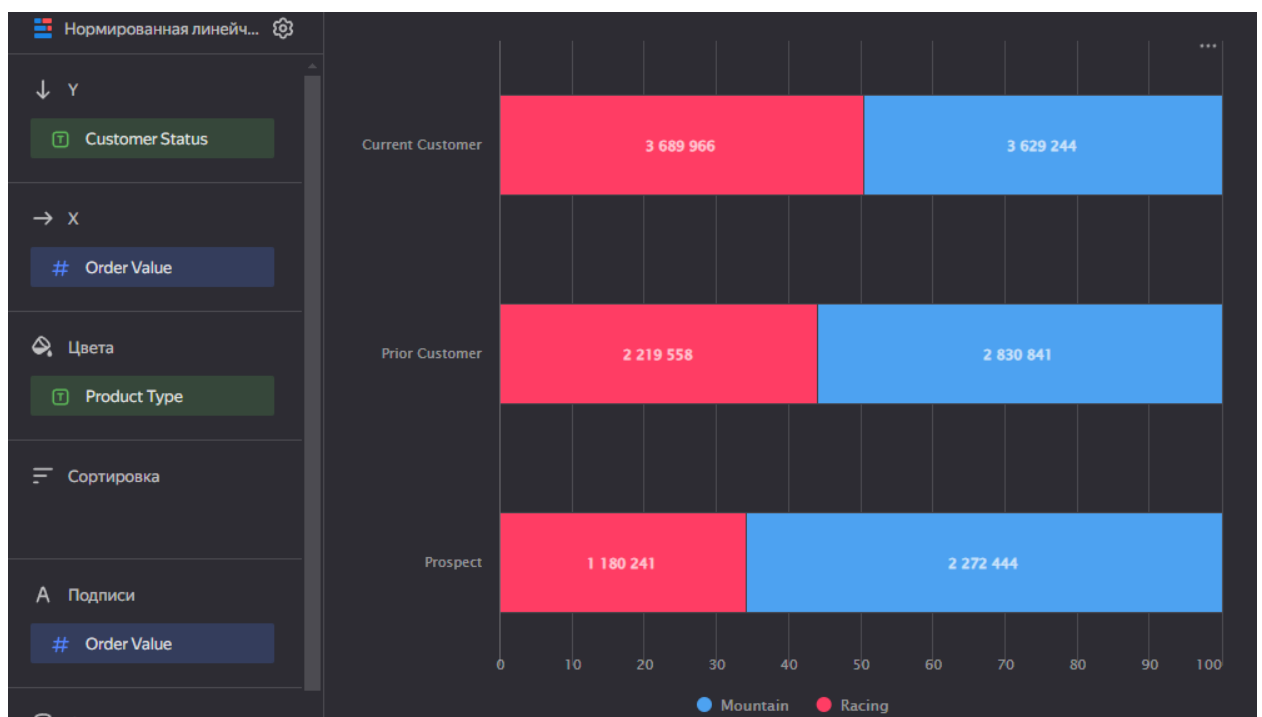 Нормированная линейч...
Y
Customer Status
X
Order Value
Цвета
Product Type
Сортировка
A Подписи
Order Value
Current Customer 3 689 966 3 629 244
Prior Customer 2 219 558 2 830 841
Prospect 1 180 241 2 272 444
0 10 20 30 40 50 60 70 80 90 100
Mountain Racing